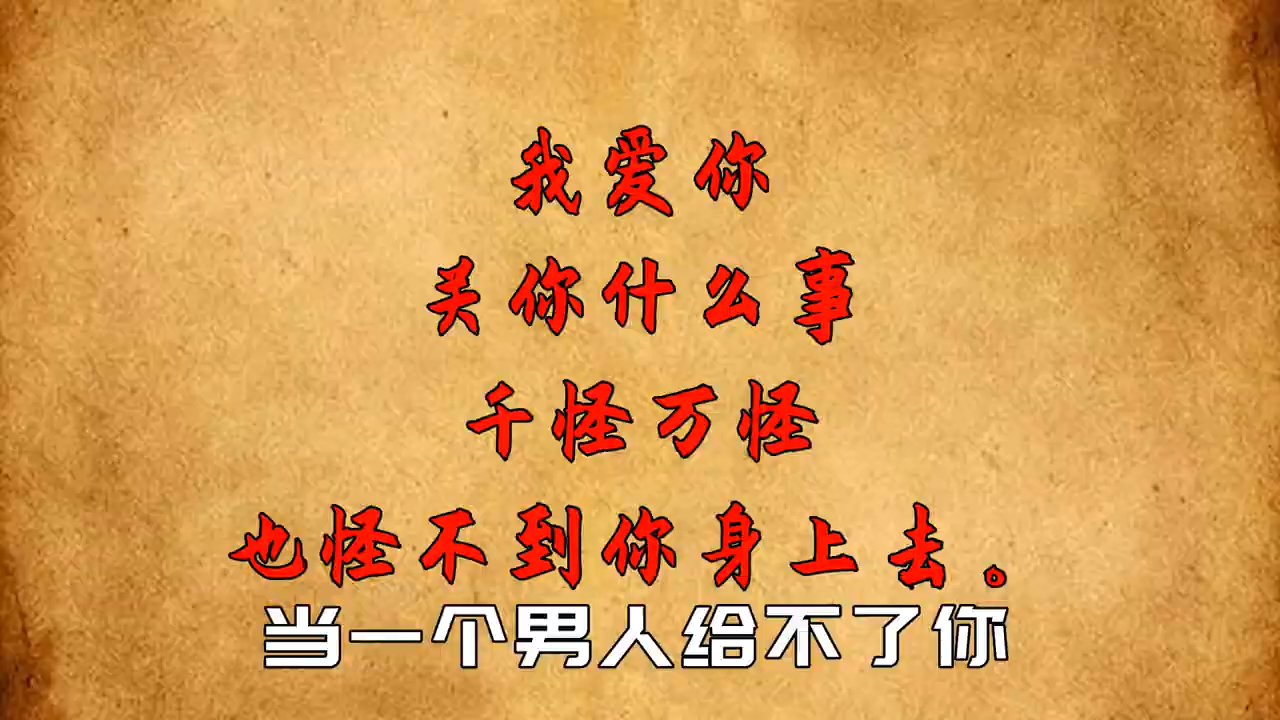 我爱你
关你什么事
千怪万怪
也怪不到你身上去。
当一个男人给不了你